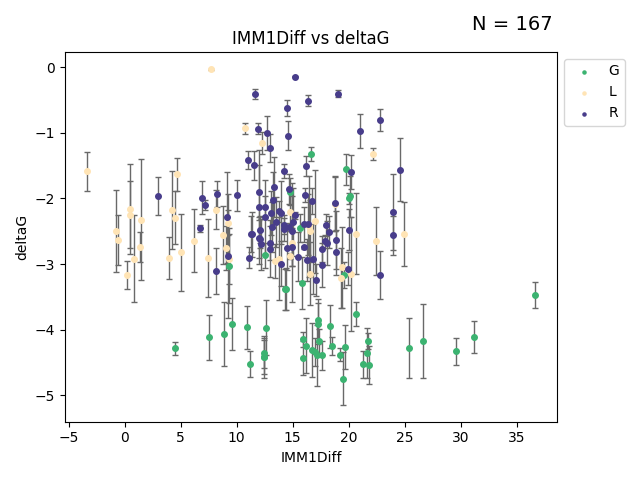 N = 167
IMM1Diff vs deltaG
G
L
R
deltaG
0
−1
−2
−3
−4
−5
−5 0 5 10 15 20 25 30 35
IMM1Diff